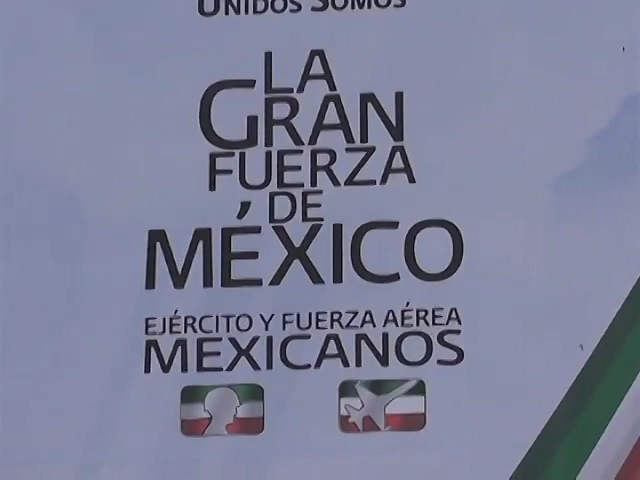 UNIDOS SOMOS
LA
GRAN
FUERZA
DE
MÉXICO
EJÉRCITO Y FUERZA AÉREA
MEXICANOS